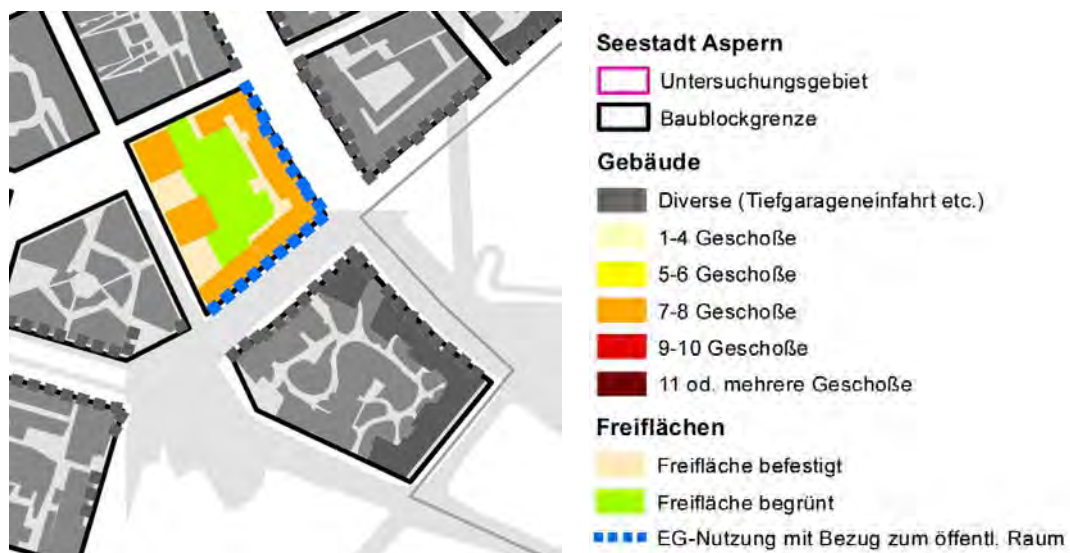 Seestadt Aspern
Untersuchungsgebiet
Baublockgrenze
Gebäude
Diverse (Tiefgarageneinfahrt etc.)
1-4 Geschoße
5-6 Geschoße
7-8 Geschoße
9-10 Geschoße
11 od. mehrere Geschoße
Freiflächen
Freifläche befestigt
Freifläche begrünt
EG-Nutzung mit Bezug zum öffentl. Raum